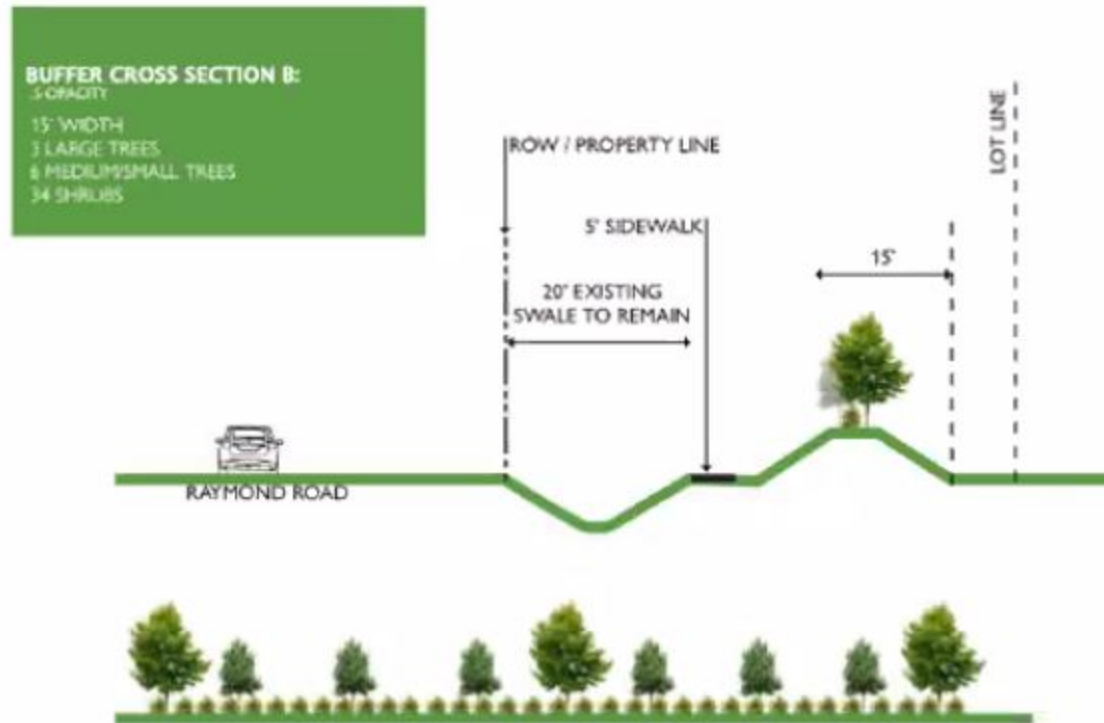 BUFFER CROSS SECTION B:
.5 OPACITY
15' WIDTH
3 LARGE TREES
6 MEDIUM/SMALL TREES
34 SHRUBS
ROW / PROPERTY LINE
LOT LINE
5' SIDEWALK
15'
20' EXISTING
SWALE TO REMAIN
RAYMOND ROAD